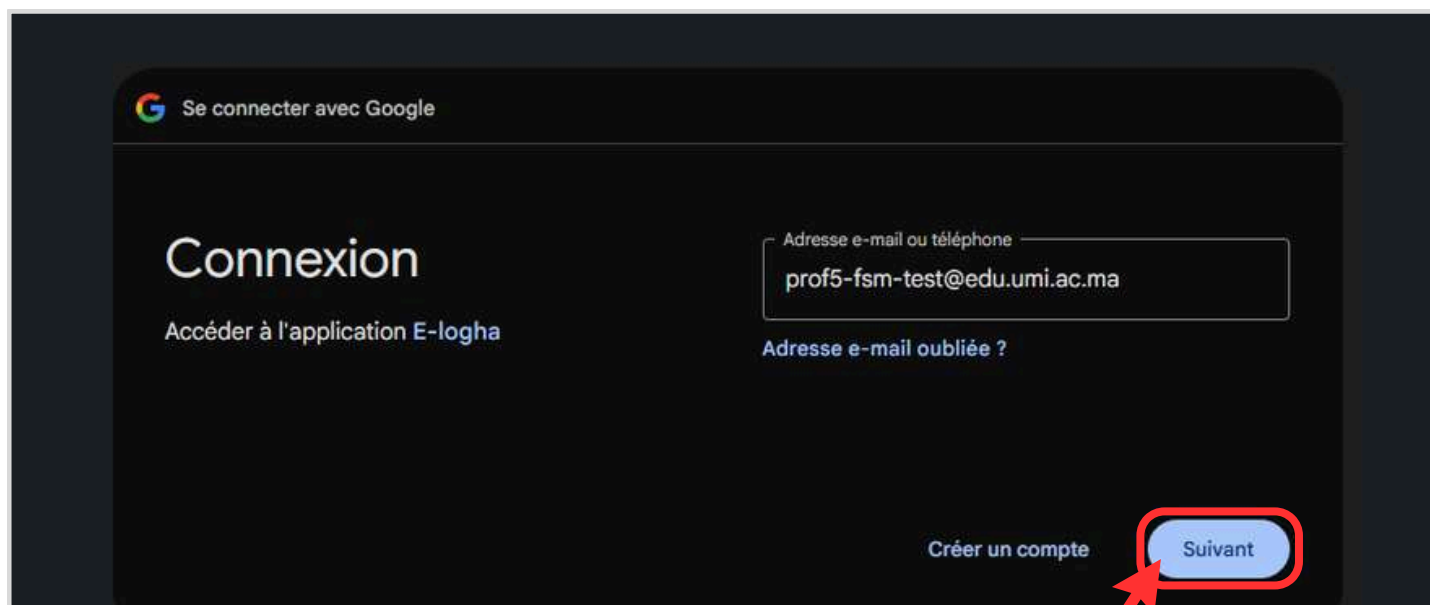 Se connecter avec Google
Connexion
Accéder à l'application E-logha
Adresse e-mail ou téléphone
prof5-fsm-test@edu.umi.ac.ma
Adresse e-mail oubliée ?
Créer un compte
Suivant